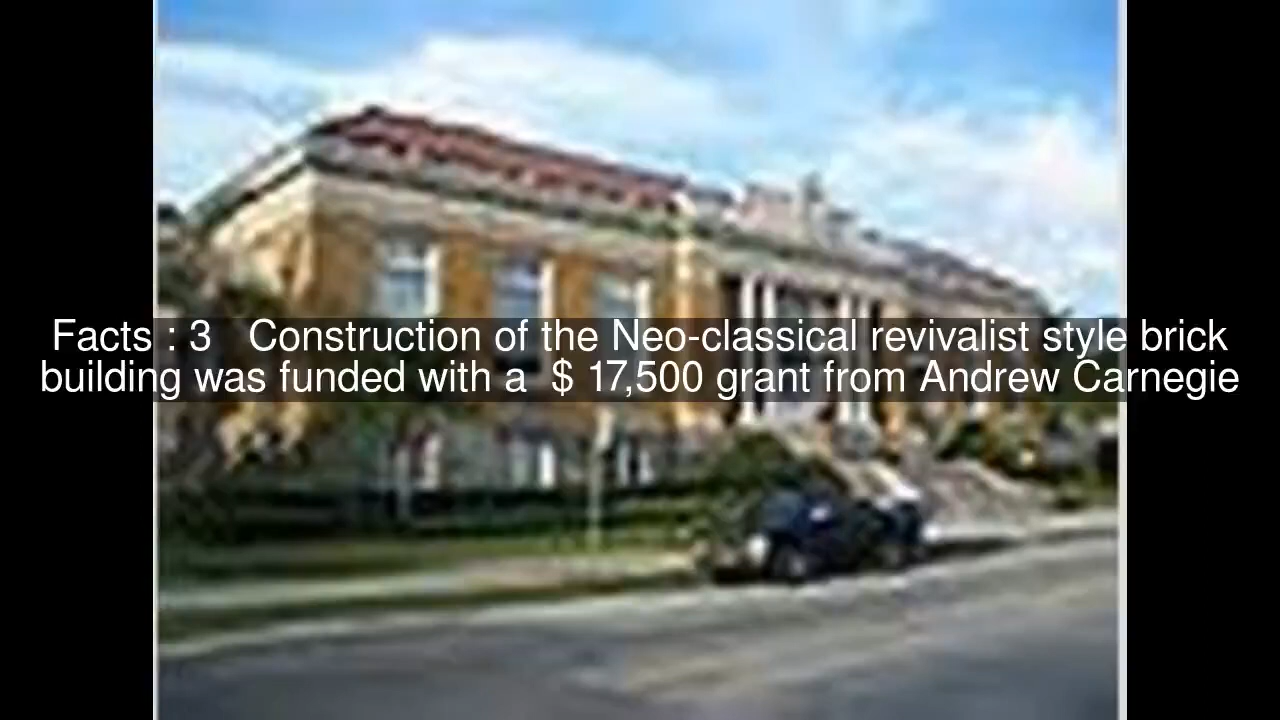 Facts : 3   Construction of the Neo-classical revivalist style brick
building was funded with a  $ 17,500 grant from Andrew Carnegie